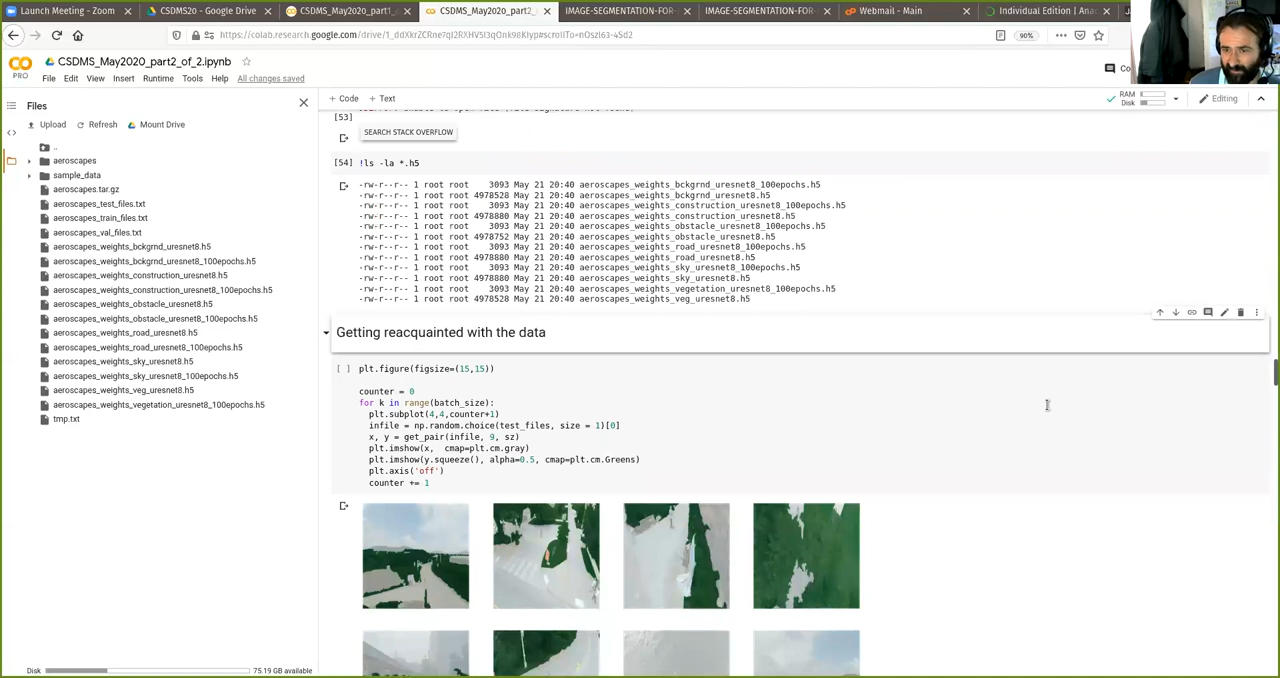 Launch Meeting - Zoom
CSDMS2o - Google Drive
CSDMS_May2020_part1_
CSDMS_May2020_part2_
IMAGE-SEGMENTATION-FOR-
IMAGE-SEGMENTATION-FOR-
Webmail - Main
Individual Edition | Ana
https://colab.research.google.com/drive/
90%
PRO
CSDMS_May2020_part2_of_2.ipynb
File Edit View Insert Runtime Tools Help All changes saved
Files
Upload Refresh Mount Drive
..
aeroscapes
sample_data
aeroscapes.tar.gz
aeroscapes_test_files.txt
aeroscapes_train_files.txt
aeroscapes_val_files.txt
aeroscapes_weights_bckgrnd_uresnet8.h5
aeroscapes_weights_bckgrnd_uresnet8_100epochs.h5
aeroscapes_weights_construction_uresnet8.h5
aeroscapes_weights_construction_uresnet8_100epochs.h5
aeroscapes_weights_obstacle_uresnet8.h5
aeroscapes_weights_obstacle_uresnet8_100epochs.h5
aeroscapes_weights_road_uresnet8.h5
aeroscapes_weights_road_uresnet8_100epochs.h5
aeroscapes_weights_sky_uresnet8.h5
aeroscapes_weights_sky_uresnet8_100epochs.h5
aeroscapes_weights_veg_uresnet8.h5
aeroscapes_weights_vegetation_uresnet8_100epochs.h5
tmp.txt
Disk 75.19 GB available
+ Code + Text
RAM
Disk
Editing
[53]
SEARCH STACK OVERFLOW
[54] !ls -la *.h5
-rw-r--r-- 1 root root    3093 May 21 20:40 aeroscapes_weights_bckgrnd_uresnet8_100epochs.h5
-rw-r--r-- 1 root root 4978528 May 21 20:40 aeroscapes_weights_bckgrnd_uresnet8.h5
-rw-r--r-- 1 root root    3093 May 21 20:40 aeroscapes_weights_construction_uresnet8_100epochs.h5
-rw-r--r-- 1 root root 4978880 May 21 20:40 aeroscapes_weights_construction_uresnet8.h5
-rw-r--r-- 1 root root    3093 May 21 20:40 aeroscapes_weights_obstacle_uresnet8_100epochs.h5
-rw-r--r-- 1 root root 4978752 May 21 20:40 aeroscapes_weights_obstacle_uresnet8.h5
-rw-r--r-- 1 root root    3093 May 21 20:40 aeroscapes_weights_road_uresnet8_100epochs.h5
-rw-r--r-- 1 root root 4978880 May 21 20:40 aeroscapes_weights_road_uresnet8.h5
-rw-r--r-- 1 root root    3093 May 21 20:40 aeroscapes_weights_sky_uresnet8_100epochs.h5
-rw-r--r-- 1 root root 4978880 May 21 20:40 aeroscapes_weights_sky_uresnet8.h5
-rw-r--r-- 1 root root    3093 May 21 20:40 aeroscapes_weights_vegetation_uresnet8_100epochs.h5
-rw-r--r-- 1 root root 4978528 May 21 20:40 aeroscapes_weights_veg_uresnet8.h5
Getting reacquainted with the data
[ ] plt.figure(figsize=(15,15))
counter = 0
for k in range(batch_size):
plt.subplot(4,4,counter+1)
infile = np.random.choice(test_files, size = 1)[0]
x, y = get_pair(infile, 9, sz)
plt.imshow(x,  cmap=plt.cm.gray)
plt.imshow(y.squeeze(), alpha=0.5, cmap=plt.cm.Greens)
plt.axis('off')
counter += 1